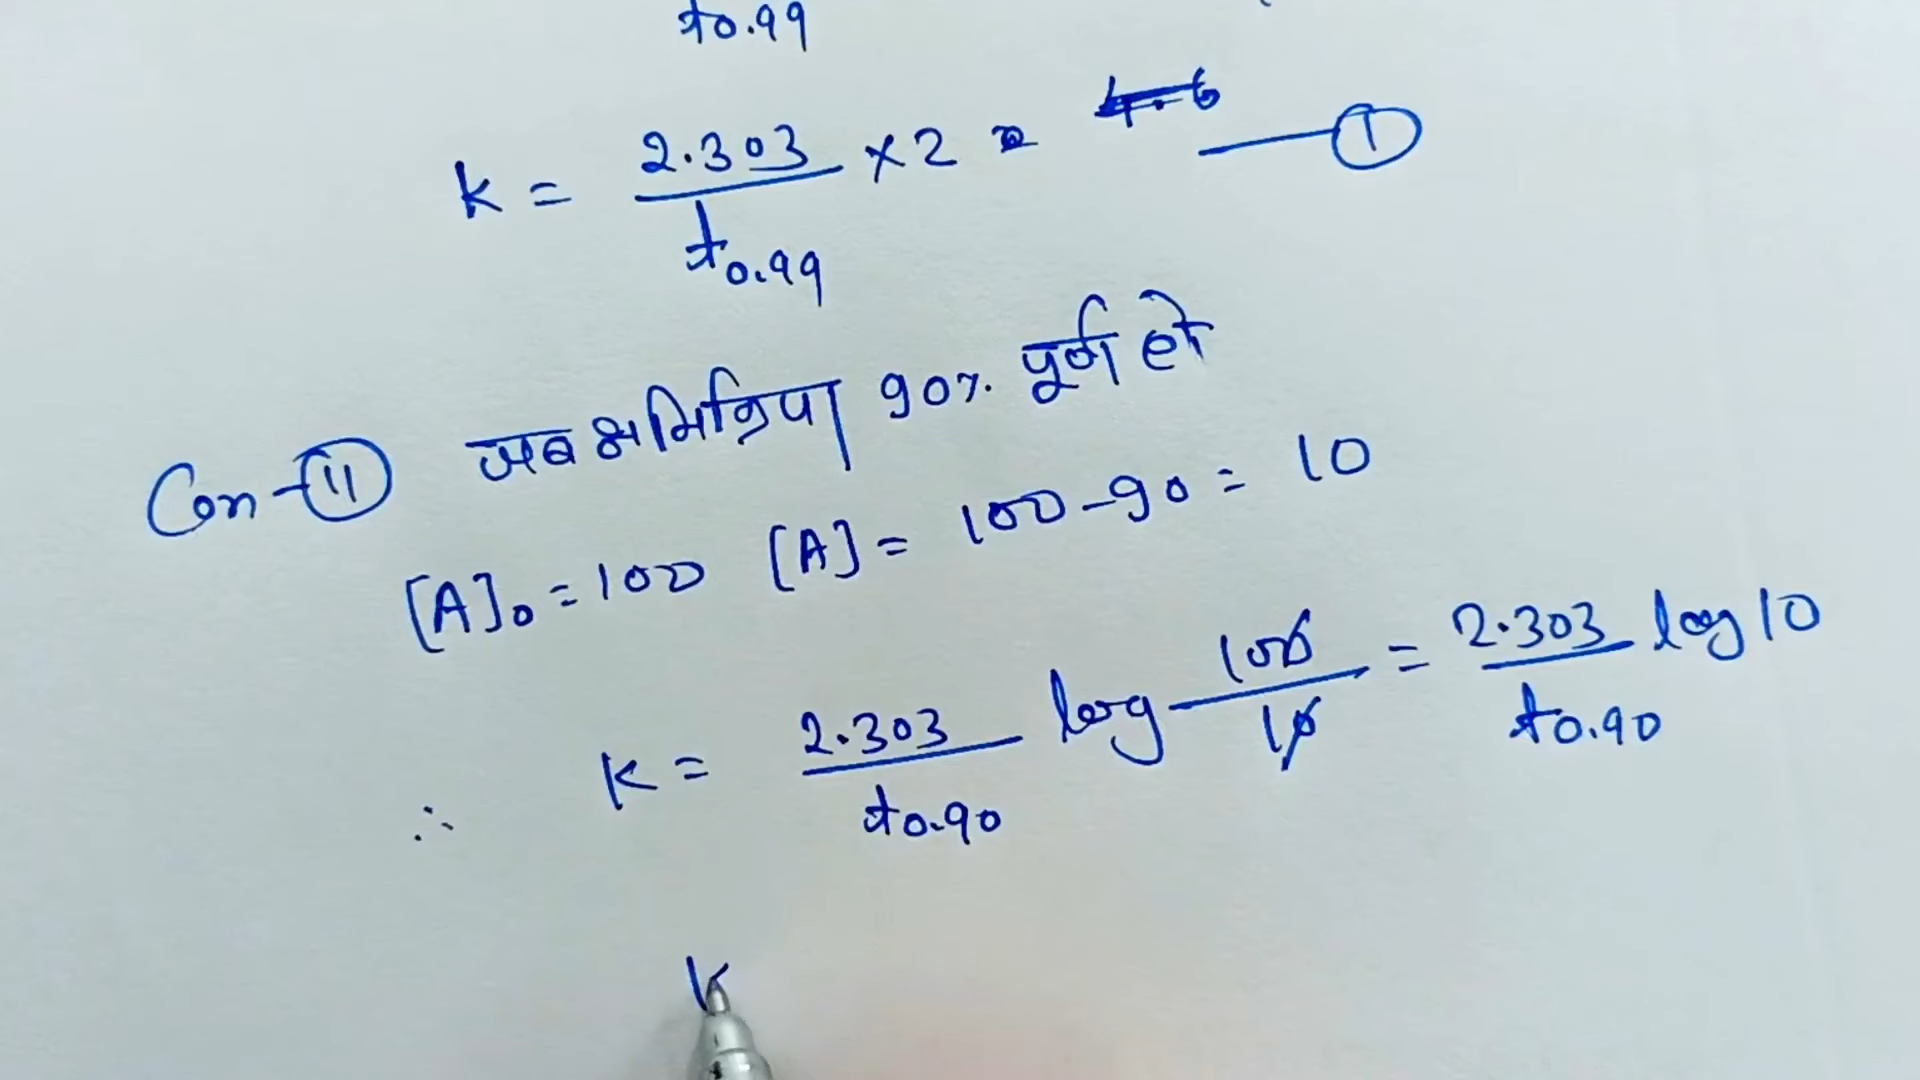 t0.99
K = 2.303/t0.99 × 2 = — I
Con-II जब अभिक्रिया 90% पूर्ण हो
[A]₀ = 100 [A] = 100-90 = 10
∴ K = 2.303/t0.90 log 100/10 = 2.303/t0.90 log 10
K